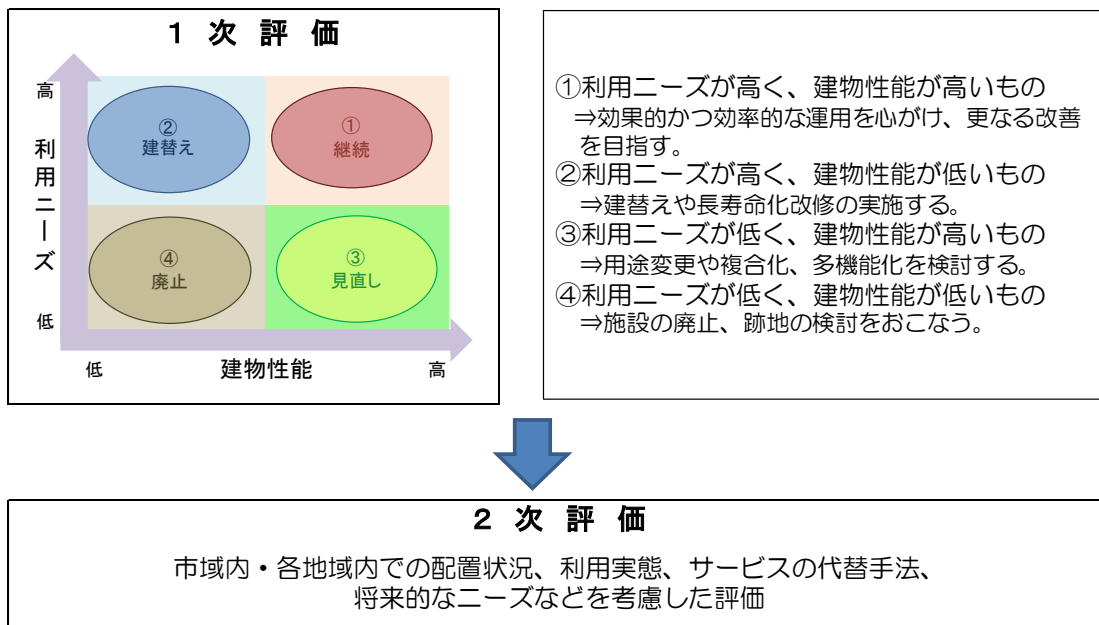 １次評価
高
利用ニーズ
低
②
建替え
①
継続
④
廃止
③
見直し
低
建物性能
高
①利用ニーズが高く、建物性能が高いもの
⇒効果的かつ効率的な運用を心がけ、更なる改善
を目指す。
②利用ニーズが高く、建物性能が低いもの
⇒建替えや長寿命化改修の実施する。
③利用ニーズが低く、建物性能が高いもの
⇒用途変更や複合化、多機能化を検討する。
④利用ニーズが低く、建物性能が低いもの
⇒施設の廃止、跡地の検討をおこなう。
２次評価
市域内・各地域内での配置状況、利用実態、サービスの代替手法、
将来的なニーズなどを考慮した評価